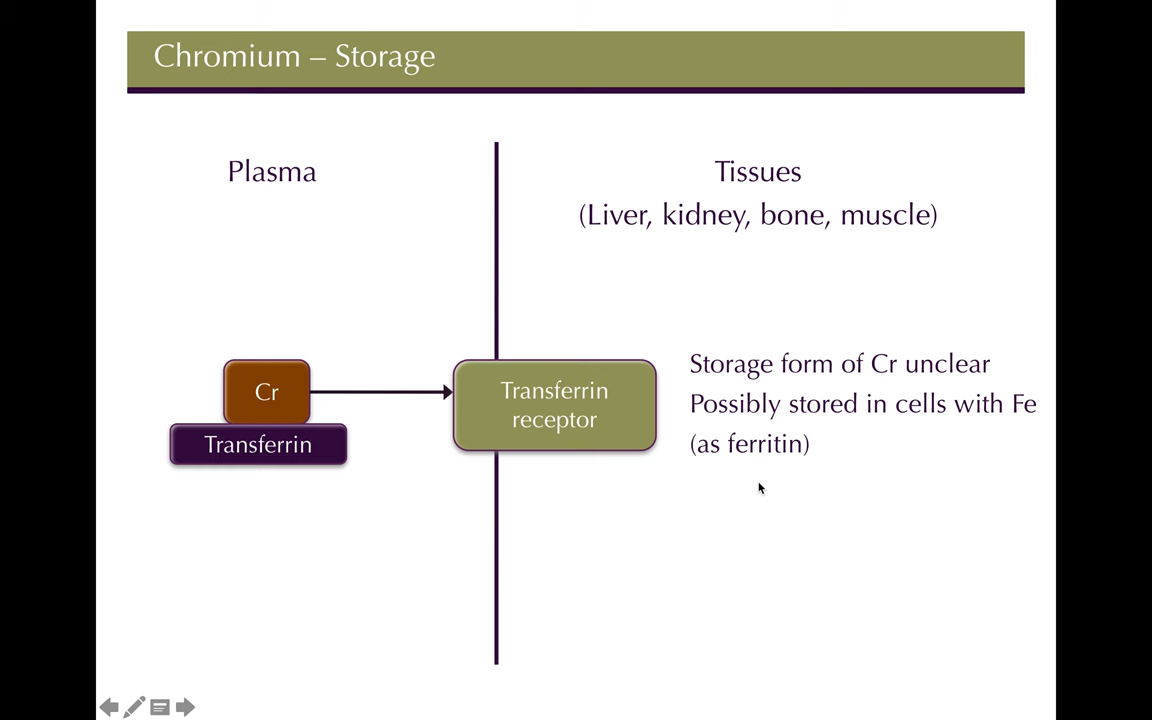 Chromium – Storage
Plasma
Tissues
(Liver, kidney, bone, muscle)
Cr
Transferrin
Transferrin
receptor
Storage form of Cr unclear
Possibly stored in cells with Fe
(as ferritin)